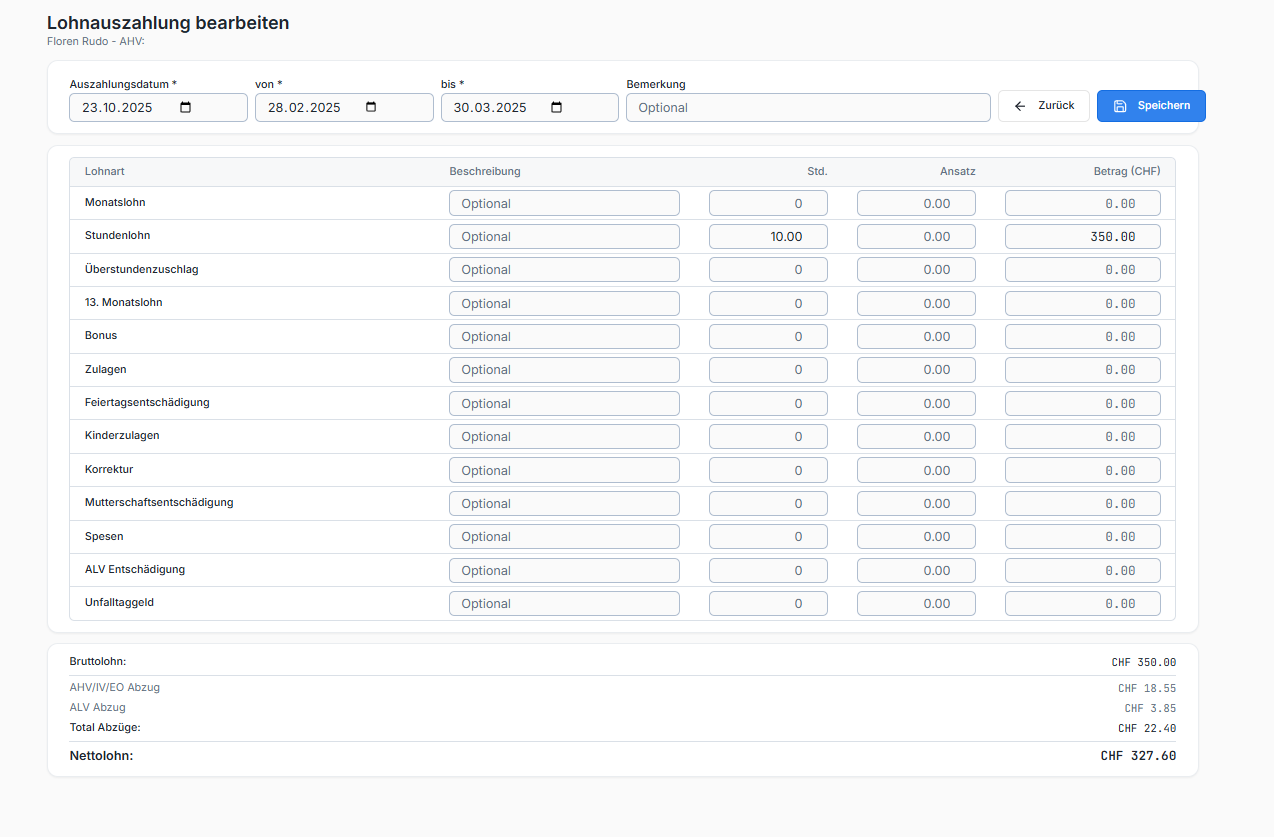 Lohnauszahlung bearbeiten
Floren Rudo - AHV:
Auszahlungsdatum * von * bis * Bemerkung
23.10.2025 28.02.2025 30.03.2025 Optional Zurück Speichern
Lohnart Beschreibung Std. Ansatz Betrag (CHF)
Monatslohn Optional 0 0.00 0.00
Stundenlohn Optional 10.00 0.00 350.00
Überstundenzuschlag Optional 0 0.00 0.00
13. Monatslohn Optional 0 0.00 0.00
Bonus Optional 0 0.00 0.00
Zulagen Optional 0 0.00 0.00
Feiertagsentschädigung Optional 0 0.00 0.00
Kinderzulagen Optional 0 0.00 0.00
Korrektur Optional 0 0.00 0.00
Mutterschaftsentschädigung Optional 0 0.00 0.00
Spesen Optional 0 0.00 0.00
ALV Entschädigung Optional 0 0.00 0.00
Unfalltaggeld Optional 0 0.00 0.00
Bruttolohn: CHF 350.00
AHV/IV/EO Abzug CHF 18.55
ALV Abzug CHF 3.85
Total Abzüge: CHF 22.40
Nettolohn: CHF 327.60